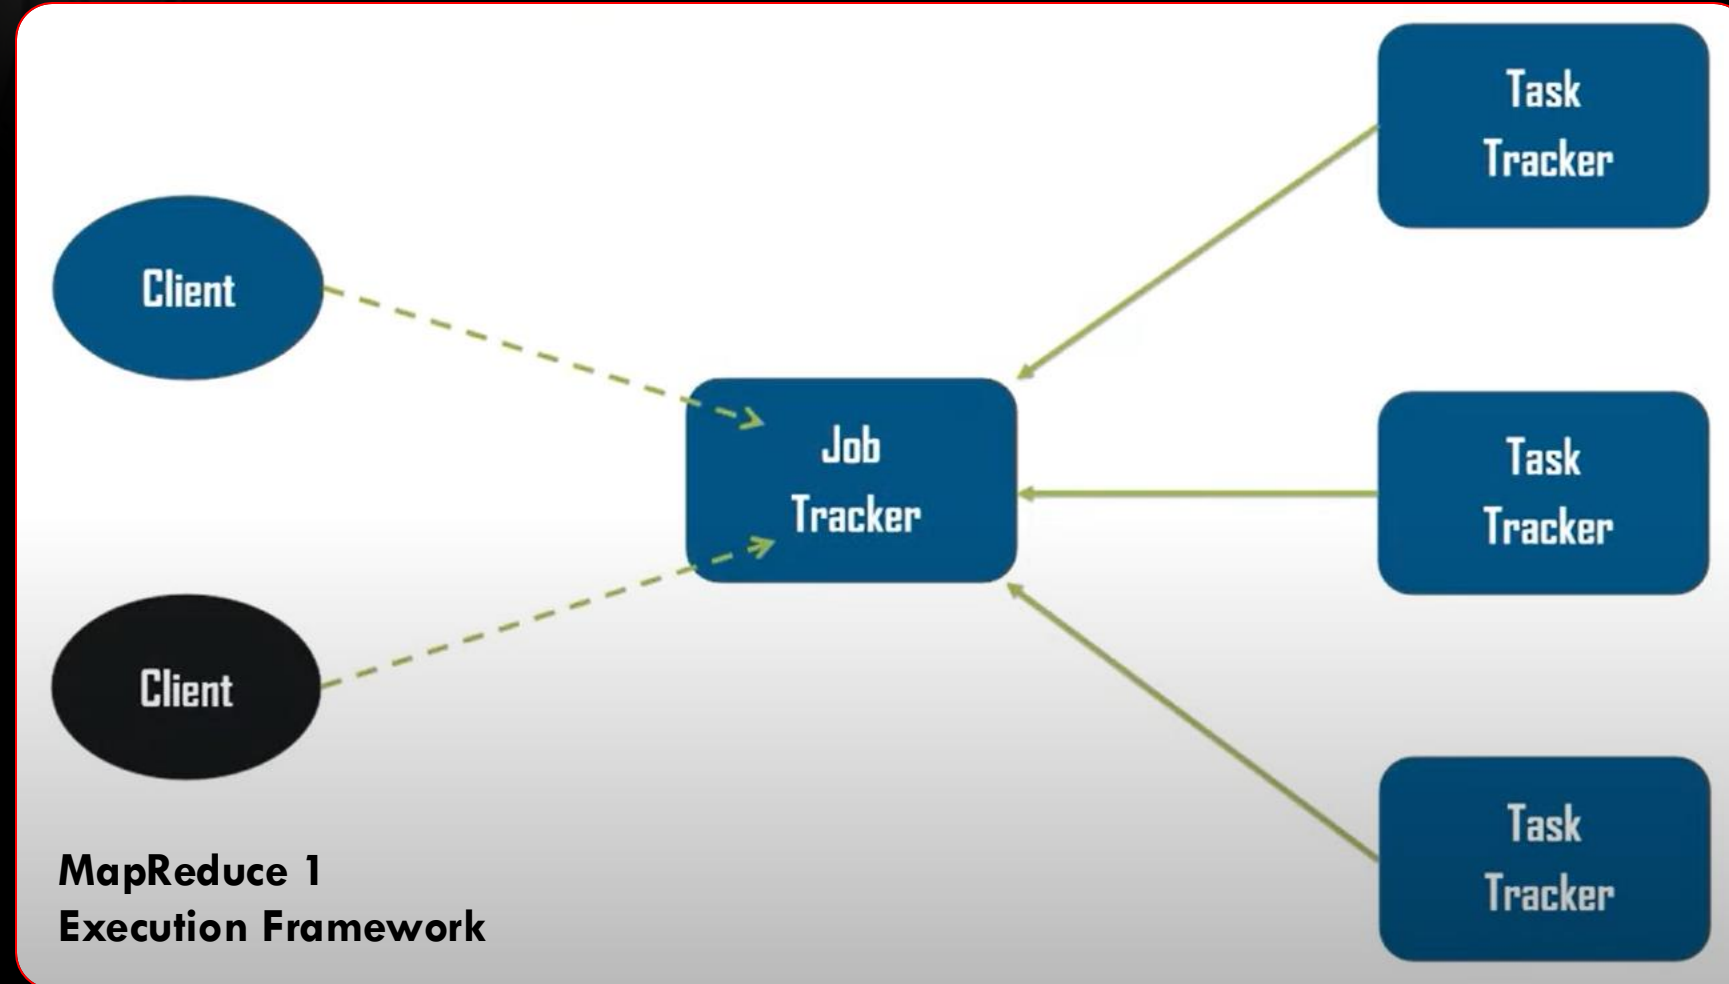 Client
Client
Job
Tracker
Task
Tracker
Task
Tracker
Task
Tracker
MapReduce 1
Execution Framework